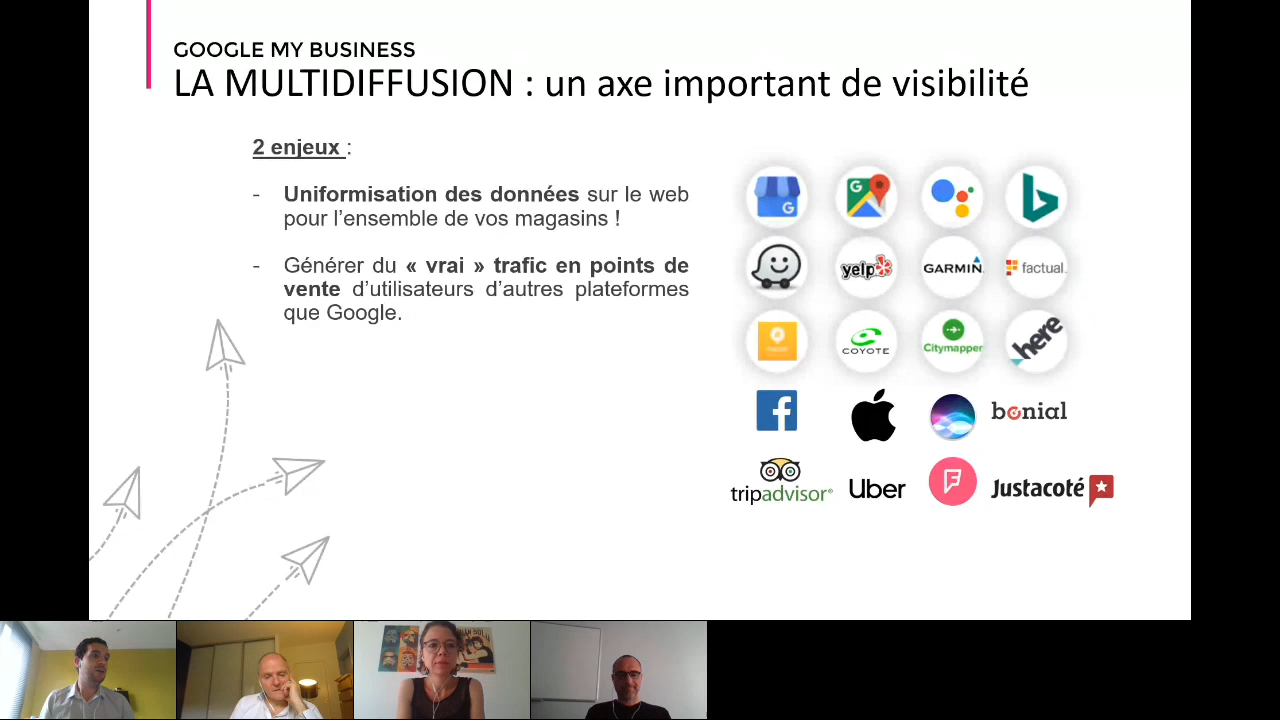 GOOGLE MY BUSINESS
LA MULTIDIFFUSION : un axe important de visibilité
2 enjeux :
- Uniformisation des données sur le web
pour l'ensemble de vos magasins !
- Générer du « vrai » trafic en points de
vente d'utilisateurs d'autres plateformes
que Google.
G
G
yelp
GARMIN
factual.
COYOTE
Citymapper
here
bonial
tripadvisor®
Uber
Justacoté